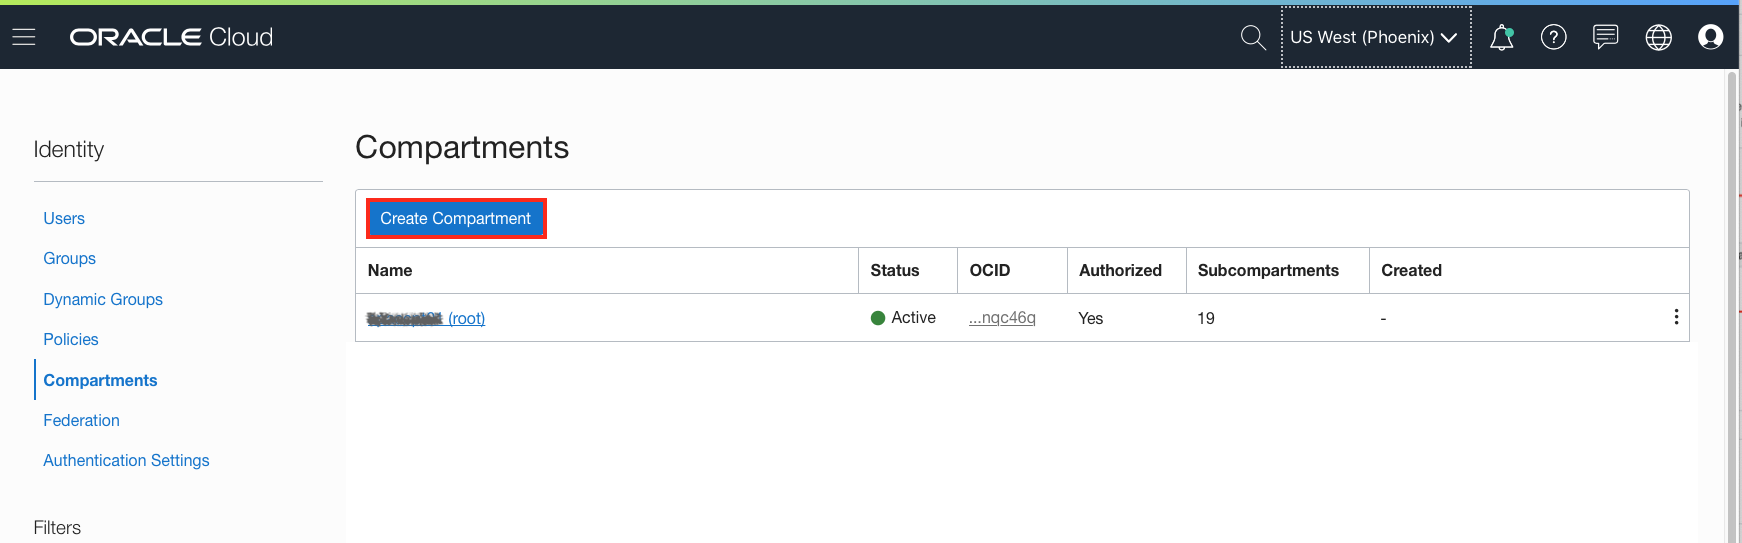 ORACLE Cloud
US West (Phoenix)
Identity
Users
Groups
Dynamic Groups
Policies
Compartments
Federation
Authentication Settings
Filters
Compartments
Create Compartment
Name Status OCID Authorized Subcompartments Created
(root) Active ...nqc46q Yes 19 -